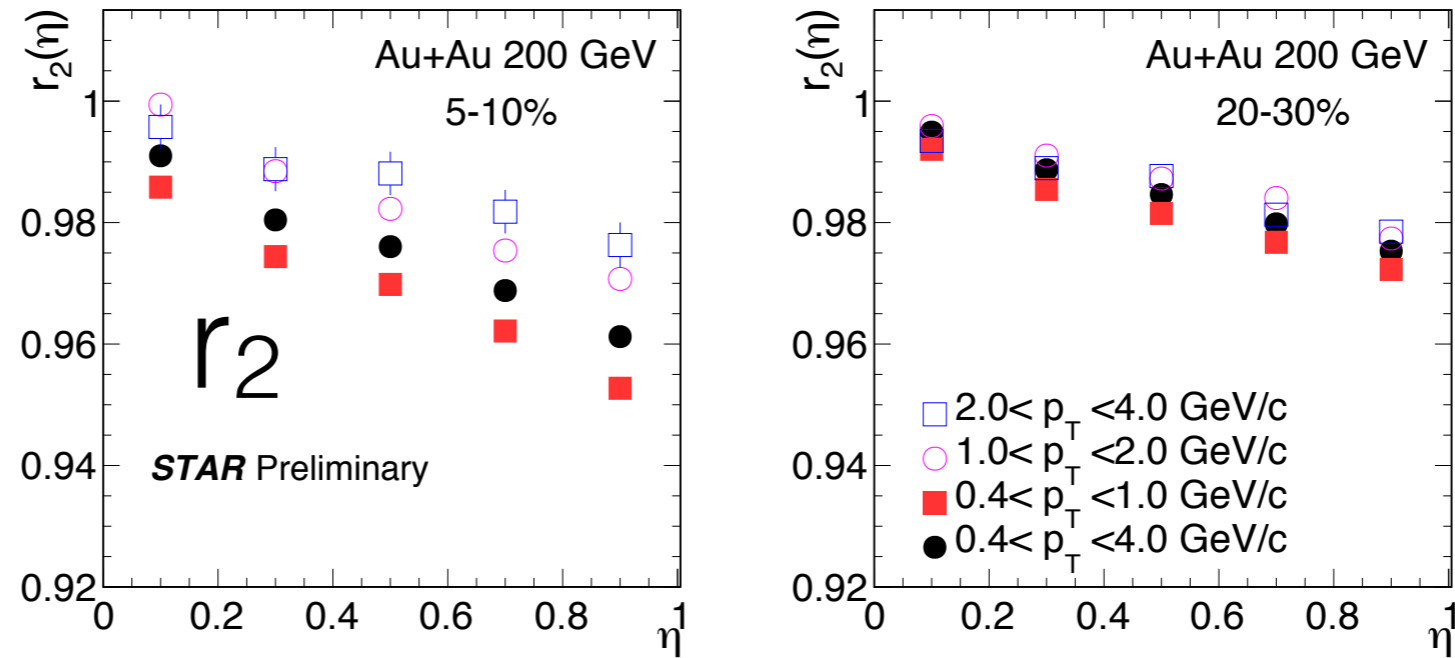 r2(η)
Au+Au 200 GeV
5-10%
1
0.98
0.96
0.94
0.92
r2
STAR Preliminary
0 0.2 0.4 0.6 0.8 1
η
r2(η)
Au+Au 200 GeV
20-30%
1
0.98
0.96
0.94
0.92
2.0< pT <4.0 GeV/c
1.0< pT <2.0 GeV/c
0.4< pT <1.0 GeV/c
0.4< pT <4.0 GeV/c
0 0.2 0.4 0.6 0.8 1
η